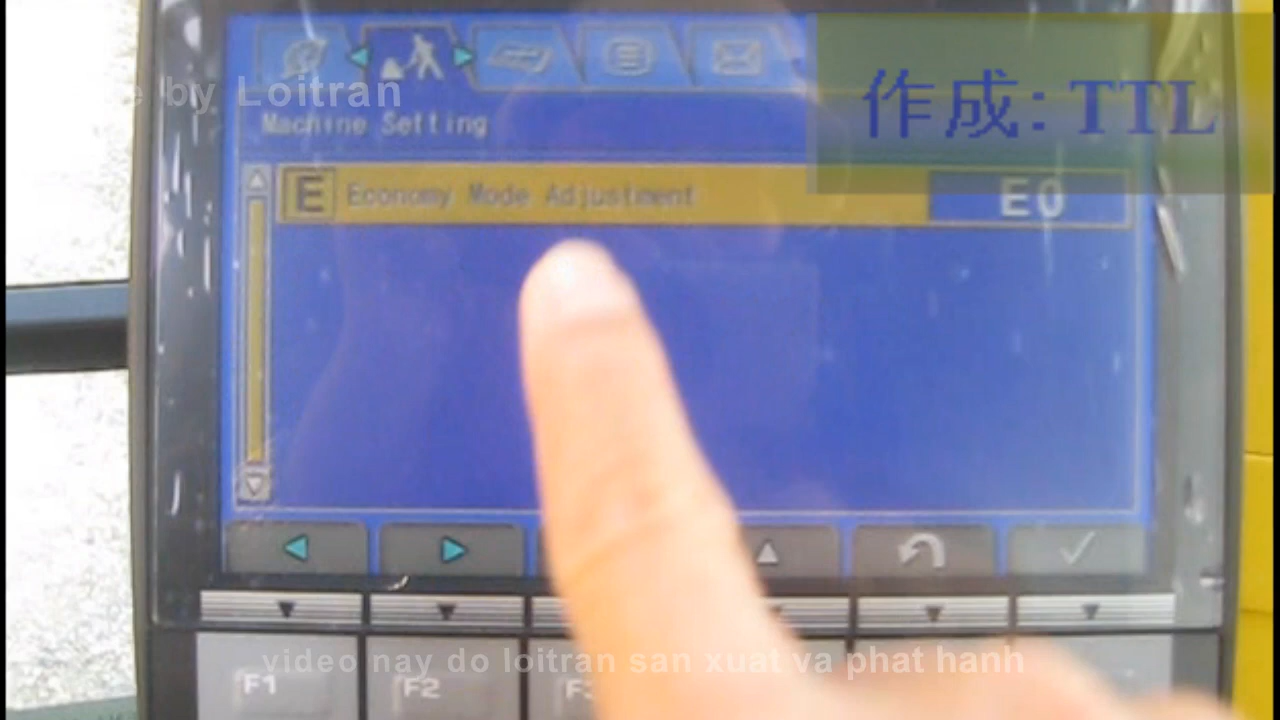 by Loitran
作成: TTL
Machine Setting
E Economy Mode Adjustment E0
video nay do loitran san xuat va phat hanh
F1 F2 F3